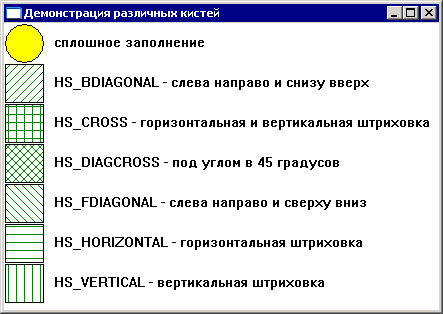 Демонстрация различных кистей
сплошное заполнение
HS_BDIAGONAL - слева направо и снизу вверх
HS_CROSS - горизонтальная и вертикальная штриховка
HS_DIAGCROSS - под углом в 45 градусов
HS_FDIAGONAL - слева направо и сверху вниз
HS_HORIZONTAL - горизонтальная штриховка
HS_VERTICAL - вертикальная штриховка